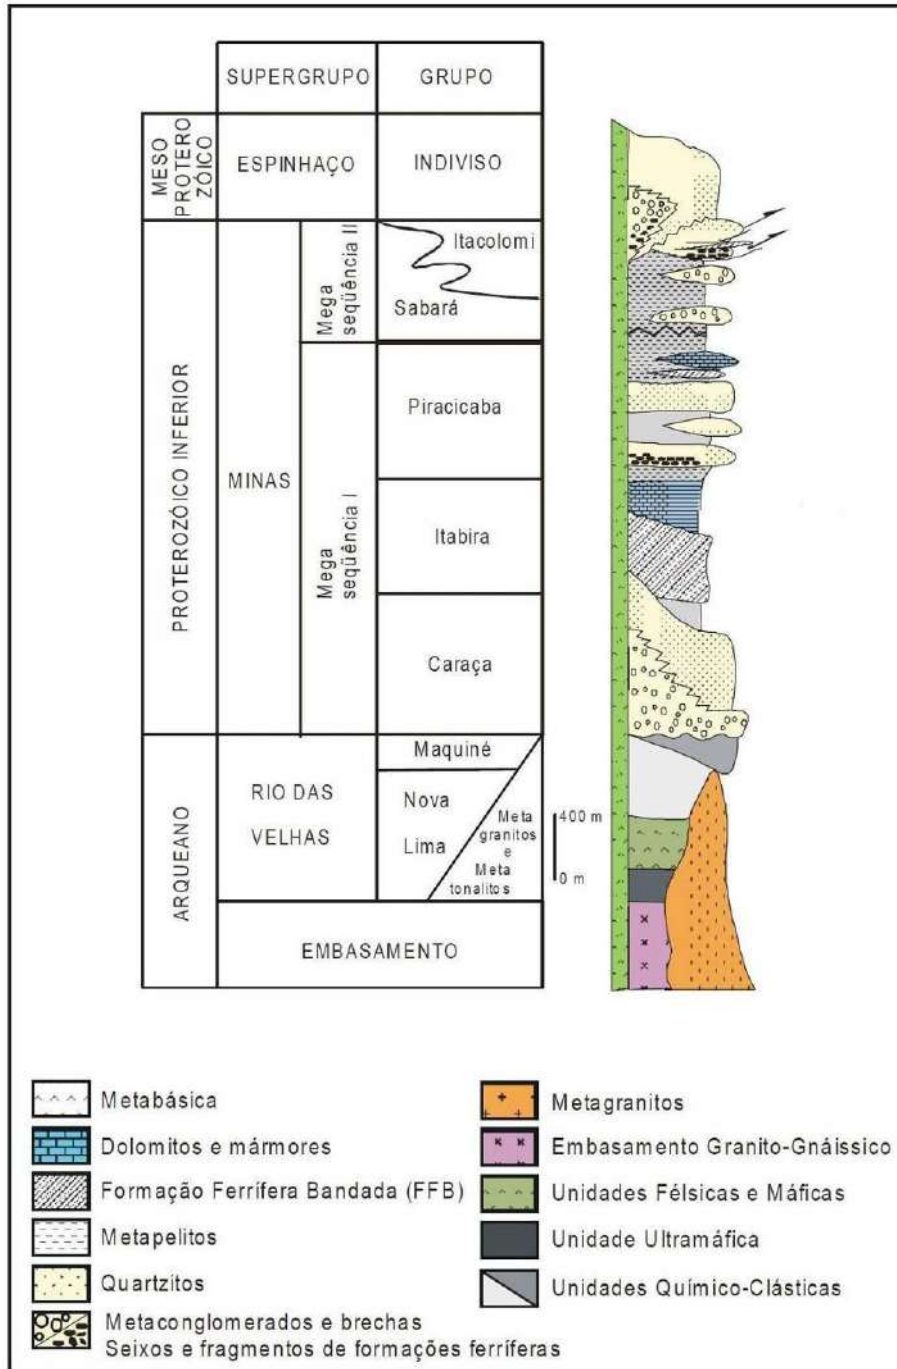 SUPERGRUPO
GRUPO
MESO
PROTERO
ZÓICO
ESPINHAÇO
INDIVISO
PROTEROZÓICO INFERIOR
MINAS
Mega
seqüência II
Itacolomi
Sabará
Mega
seqüência I
Piracicaba
Itabira
Caraça
ARQUEANO
RIO DAS
VELHAS
Maquiné
Nova
Lima
Meta
granitos
e
Meta
tonalitos
EMBASAMENTO
400 m
0 m
Metabásica
Dolomitos e mármores
Formação Ferrífera Bandada (FFB)
Metapelitos
Quartzitos
Metaconglomerados e brechas
Seixos e fragmentos de formações ferríferas
Metagranitos
Embasamento Granito-Gnáissico
Unidades Félsicas e Máficas
Unidade Ultramáfica
Unidades Químico-Clásticas